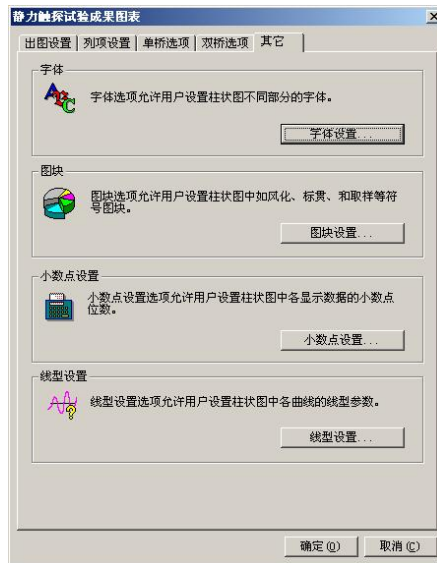 静力触探试验成果图表
出图设置 列项设置 单桥选项 双桥选项 其它
字体
字体选项允许用户设置柱状图不同部分的字体。
字体设置...
图块
图块选项允许用户设置柱状图中如风化、标贯、和取样等符
号图块。
图块设置...
小数点设置
小数点设置选项允许用户设置柱状图中各显示数据的小数点
位数。
小数点设置...
线型设置
线型设置选项允许用户设置柱状图中各曲线的线型参数。
线型设置...
确定(O) 取消(C)